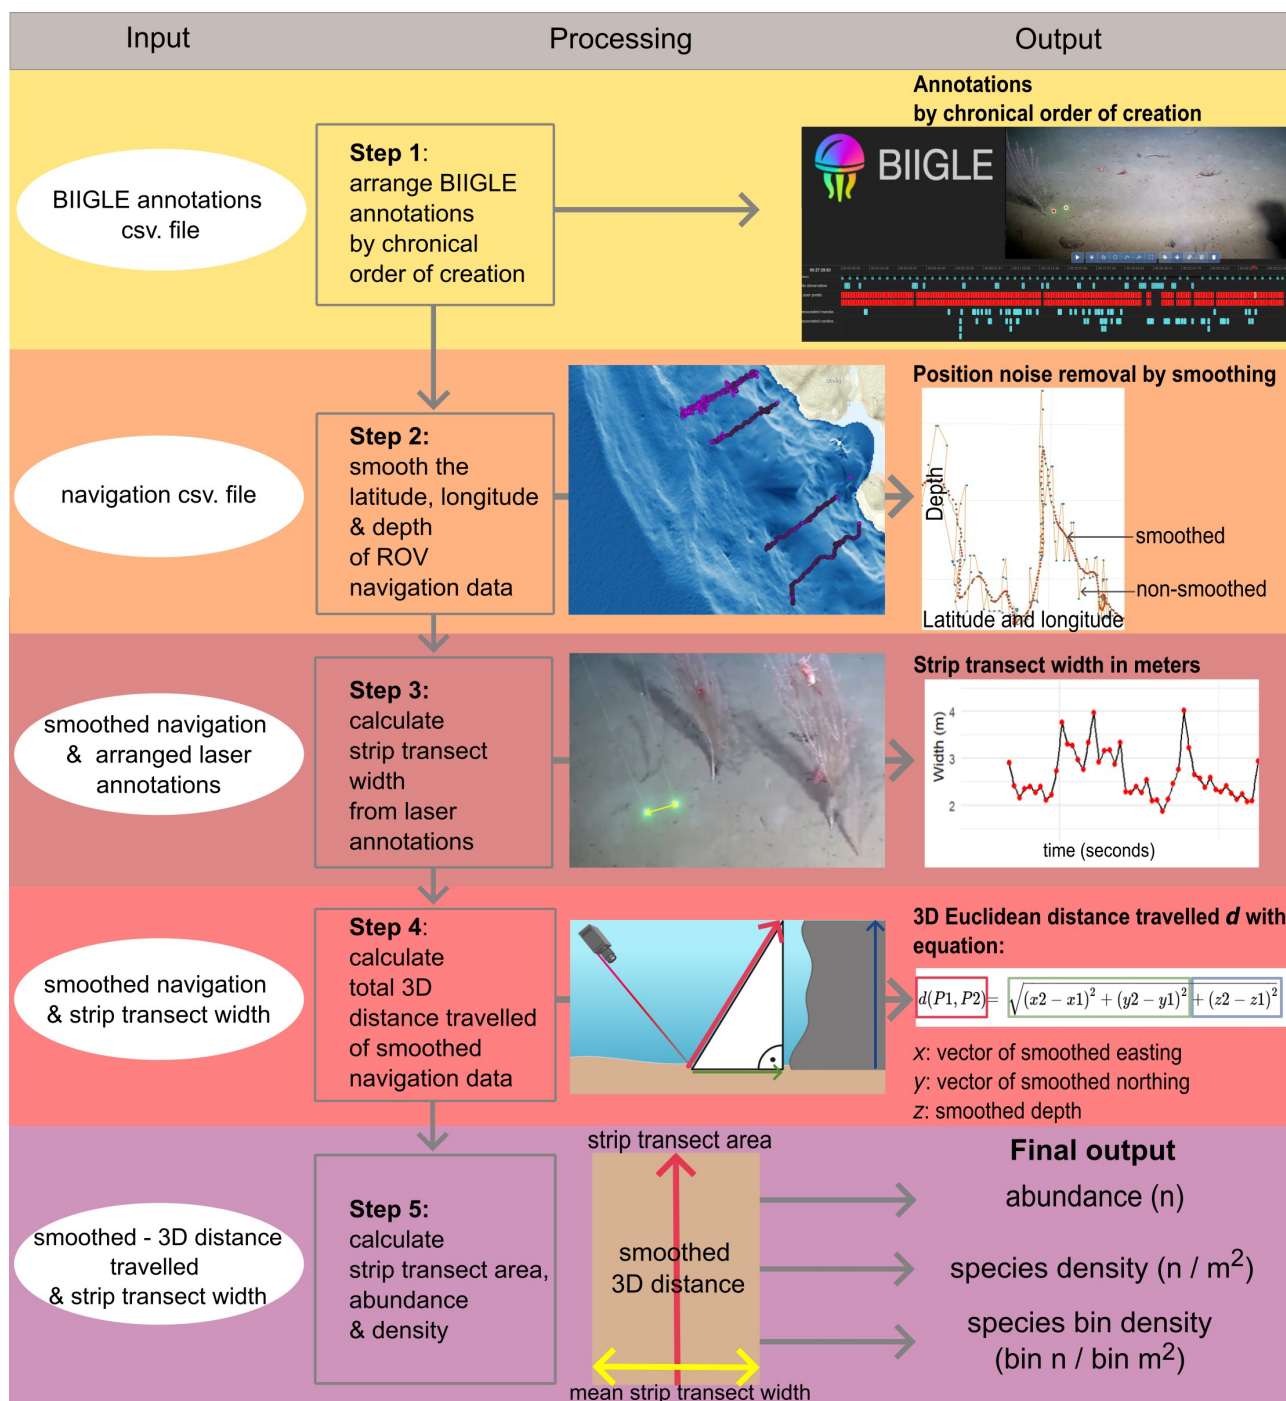 Input
Processing
Output
BIIGLE annotations
csv. file
Step 1:
arrange BIIGLE
annotations
by chronical
order of creation
Annotations
by chronical order of creation
BIIGLE
navigation csv. file
Step 2:
smooth the
latitude, longitude
& depth
of ROV
navigation data
Position noise removal by smoothing
Depth
smoothed
non-smoothed
Latitude and longitude
smoothed navigation
& arranged laser
annotations
Step 3:
calculate
strip transect
width
from laser
annotations
Strip transect width in meters
Width (m)
4
3
2
time (seconds)
smoothed navigation
& strip transect width
Step 4:
calculate
total 3D
distance travelled
of smoothed
navigation data
3D Euclidean distance travelled d with
equation:
d(P1, P2) = √(x2 − x1)² + (y2 − y1)² + (z2 − z1)²
x: vector of smoothed easting
y: vector of smoothed northing
z: smoothed depth
smoothed - 3D distance
travelled
& strip transect width
Step 5:
calculate
strip transect area,
abundance
& density
strip transect area
smoothed
3D distance
mean strip transect width
Final output
abundance (n)
species density (n / m²)
species bin density
(bin n / bin m²)